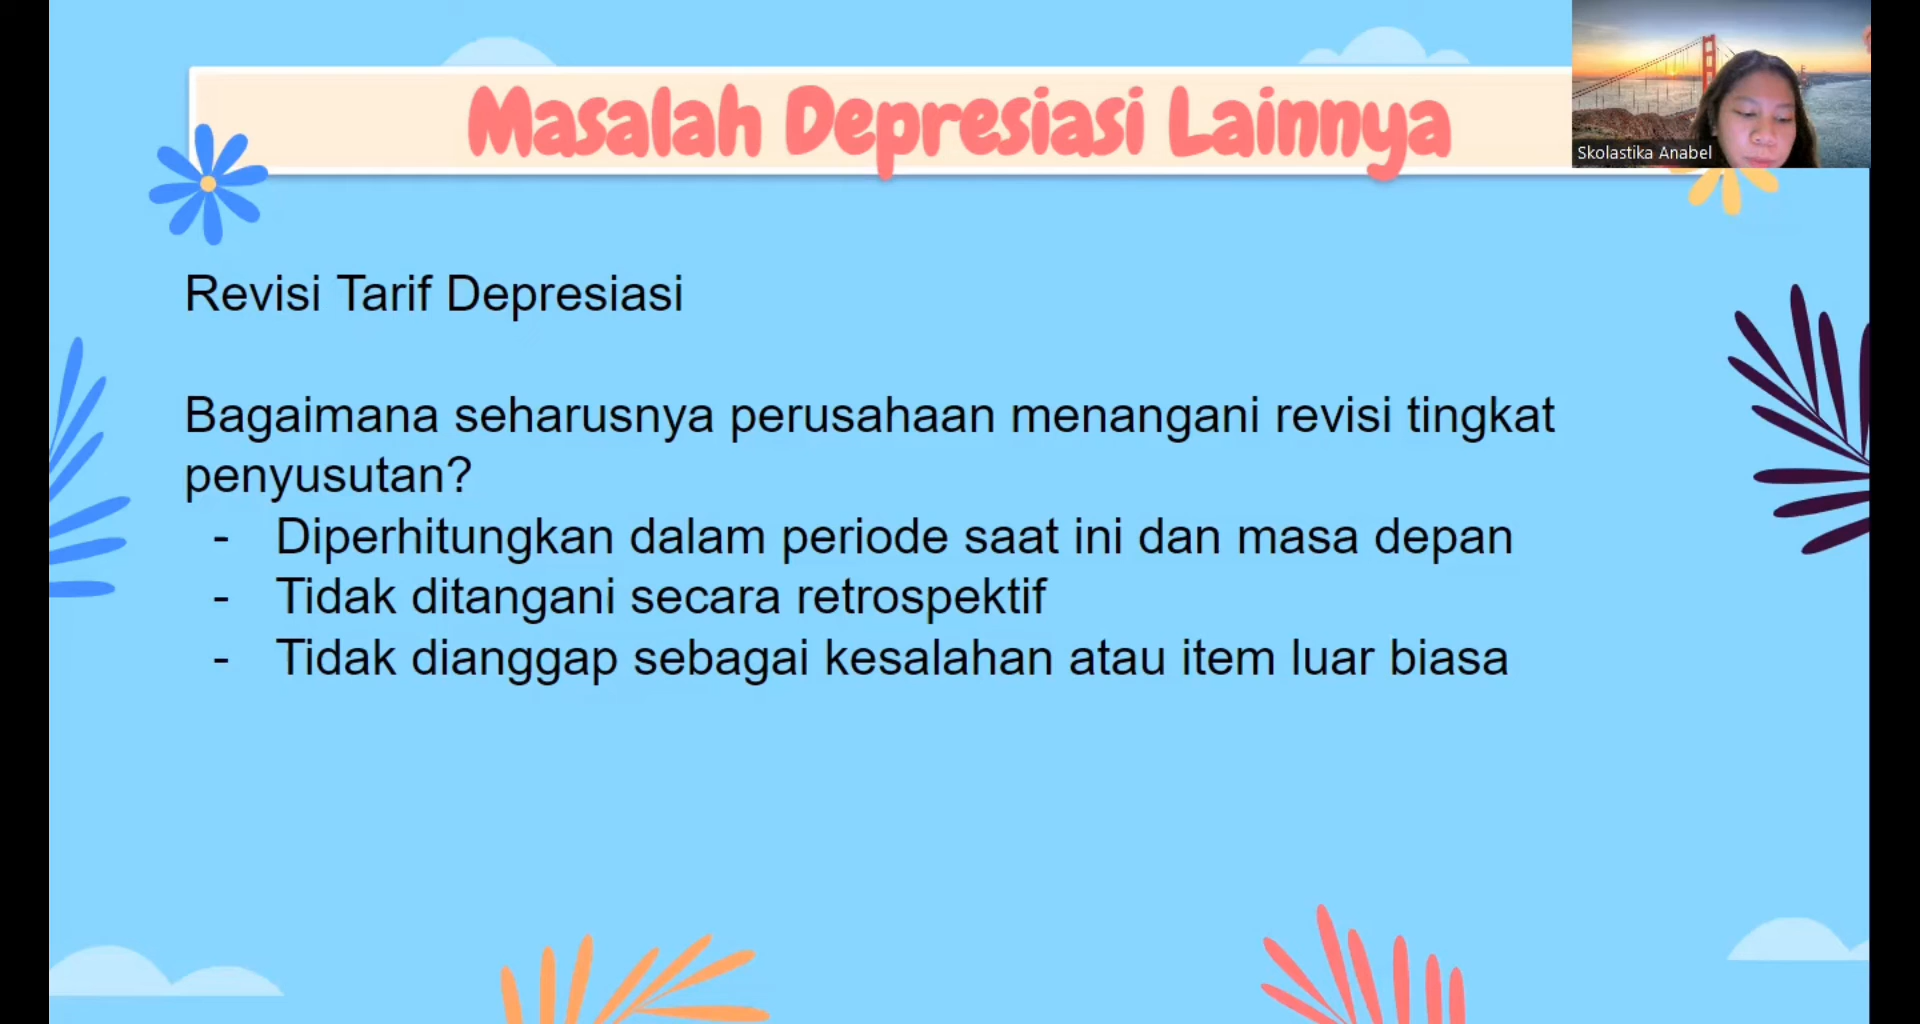 Masalah Depresiasi Lainnya
Skolastika Anabel
Revisi Tarif Depresiasi
Bagaimana seharusnya perusahaan menangani revisi tingkat
penyusutan?
- Diperhitungkan dalam periode saat ini dan masa depan
- Tidak ditangani secara retrospektif
- Tidak dianggap sebagai kesalahan atau item luar biasa